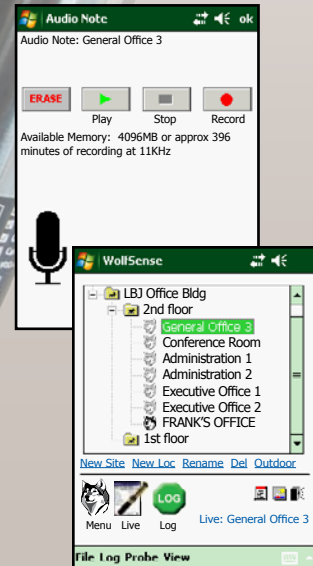 Audio Note ok
Audio Note: General Office 3
ERASE
Play Stop Record
Available Memory: 4096MB or approx 396
minutes of recording at 11KHz
WolfSense
LBJ Office Bldg
2nd floor
General Office 3
Conference Room
Administration 1
Administration 2
Executive Office 1
Executive Office 2
FRANK'S OFFICE
1st floor
New Site New Loc Rename Del Outdoor
LOG
Menu Live Log
Live: General Office 3
File Log Probe View